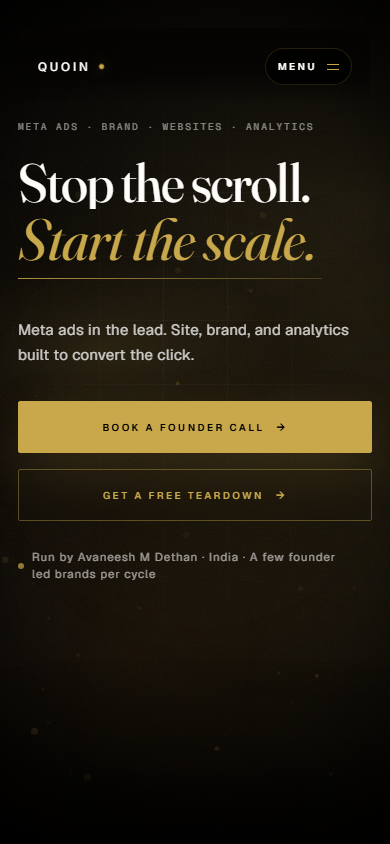 QUOIN
MENU
META ADS · BRAND · WEBSITES · ANALYTICS
Stop the scroll.
Start the scale.
Meta ads in the lead. Site, brand, and analytics
built to convert the click.
BOOK A FOUNDER CALL →
GET A FREE TEARDOWN →
Run by Avaneesh M Dethan · India · A few founder
led brands per cycle